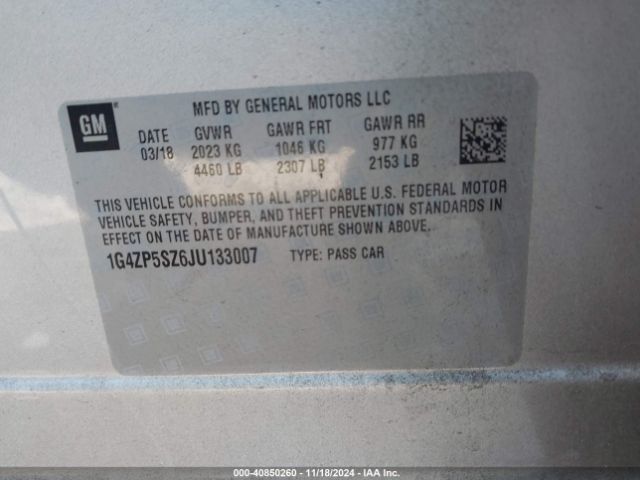 MFD BY GENERAL MOTORS LLC
GM
DATE GVWR GAWR FRT GAWR RR
03/18 2023 KG 1046 KG 977 KG
4460 LB 2307 LB 2153 LB
THIS VEHICLE CONFORMS TO ALL APPLICABLE U.S. FEDERAL MOTOR
VEHICLE SAFETY, BUMPER, AND THEFT PREVENTION STANDARDS IN
EFFECT ON THE DATE OF MANUFACTURE SHOWN ABOVE.
1G4ZP5SZ6JU133007 TYPE: PASS CAR
000-40850260 - 11/18/2024 - IAA Inc.